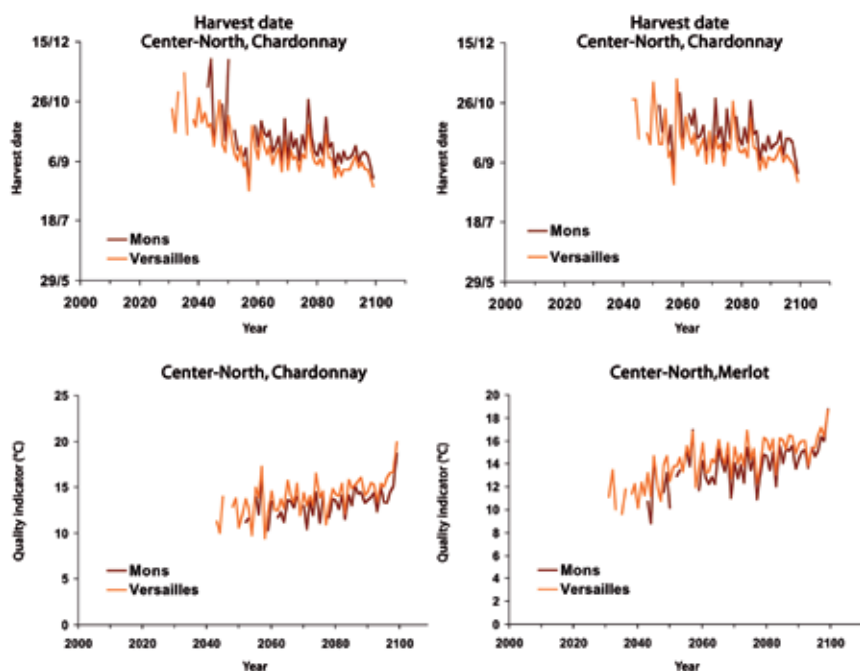 Harvest date
Center-North, Chardonnay
15/12
26/10
6/9
18/7
29/5
Harvest date
Mons
Versailles
2000 2020 2040 2060 2080 2100
Year
Harvest date
Center-North, Chardonnay
15/12
26/10
6/9
18/7
29/5
Harvest date
Mons
Versailles
2000 2020 2040 2060 2080 2100
Year
Center-North, Chardonnay
25
20
15
10
5
0
Quality indicator (°C)
Mons
Versailles
2000 2020 2040 2060 2080 2100
Year
Center-North,Merlot
20
18
16
14
12
10
8
6
4
2
0
Quality indicator (°C)
Mons
Versailles
2000 2020 2040 2060 2080 2100
Year